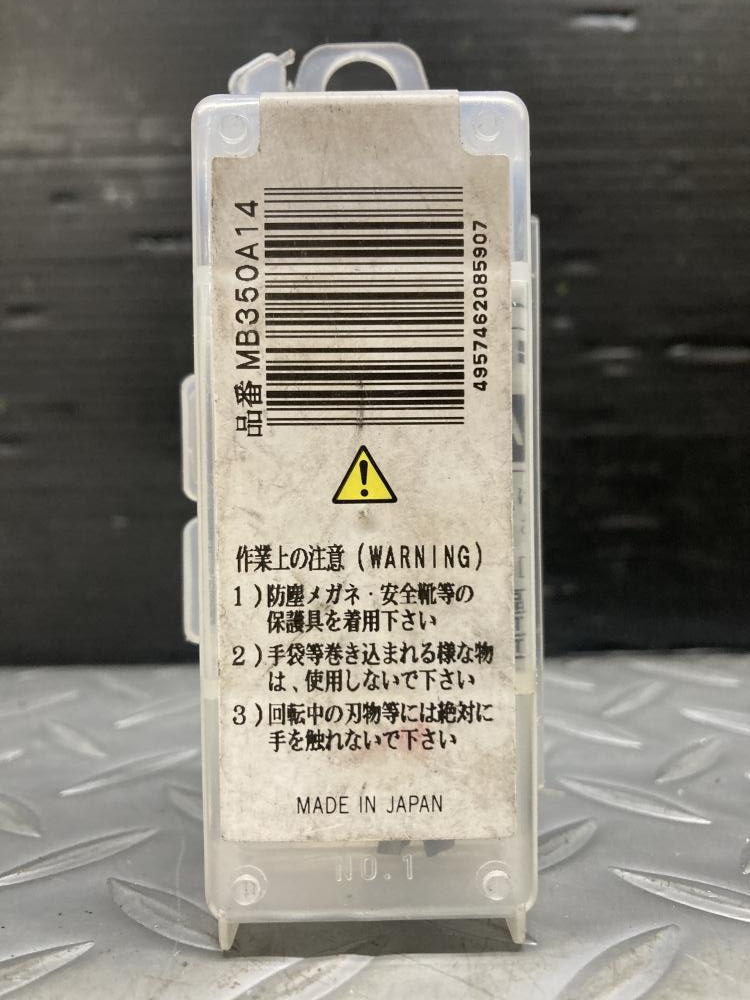 品番 MB350A14
4957462085907
作業上の注意 (WARNING)
1)防塵メガネ・安全靴等の
保護具を着用下さい
2)手袋等巻き込まれる様な物
は、使用しないで下さい
3)回転中の刃物等には絶対に
手を触れないで下さい
MADE IN JAPAN
NO.1